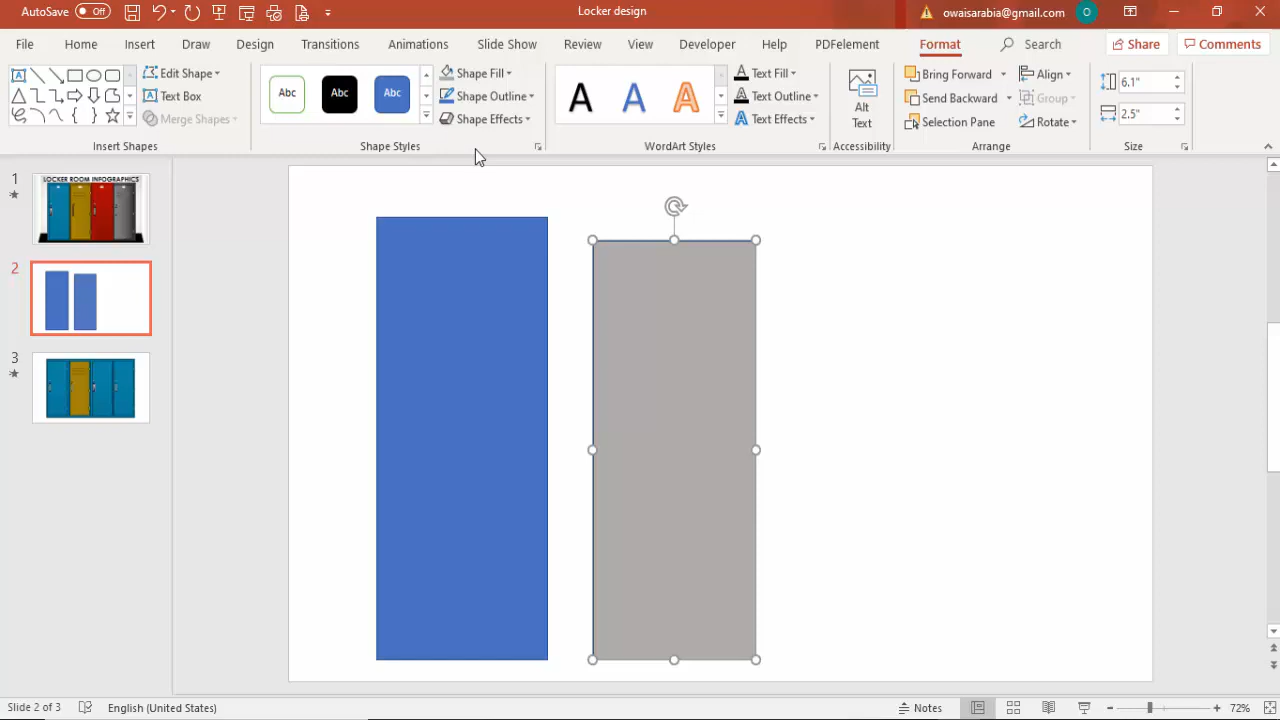 AutoSave Off
Locker design
owaisarabia@gmail.com O
File Home Insert Draw Design Transitions Animations Slide Show Review View Developer Help PDFelement Format Search Share Comments
Edit Shape
Text Box
Merge Shapes
Insert Shapes
Abc Abc Abc
Shape Fill
Shape Outline
Shape Effects
Shape Styles
A A A
Text Fill
Text Outline
Text Effects
WordArt Styles
Alt
Text
Accessibility
Bring Forward
Send Backward
Selection Pane
Align
Group
Rotate
Arrange
6.1"
2.5"
Size
1
LOCKER ROOM INFOGRAPHICS
2
3
Slide 2 of 3 English (United States) Notes 72%